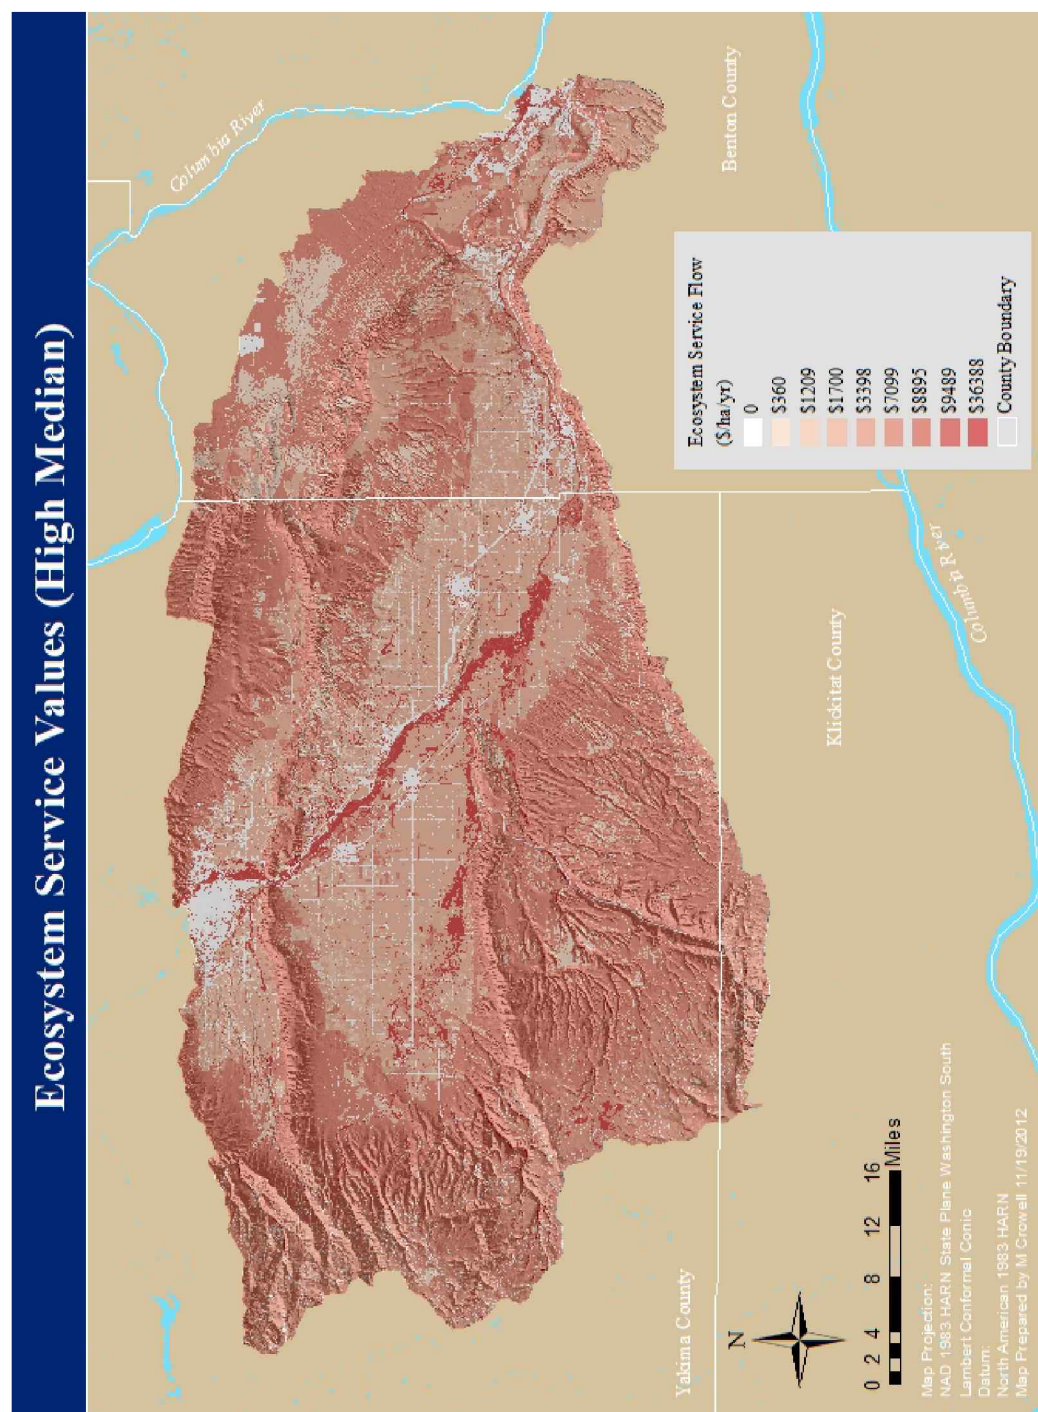 Ecosystem Service Values (High Median)
Columbia River
Benton County
Ecosystem Service Flow
($/ha/yr)
0
$360
$1209
$1700
$3398
$7099
$8895
$9489
$36388
County Boundary
Klickitat County
Columbia River
Yakima County
N
0 2 4 8 12 16
Miles
Map Projection:
NAD 1983 HARN State Plane Washington South
Lambert Conformal Conic
Datum:
North American 1983 HARN
Map Prepared by M Crowell 11/19/2012